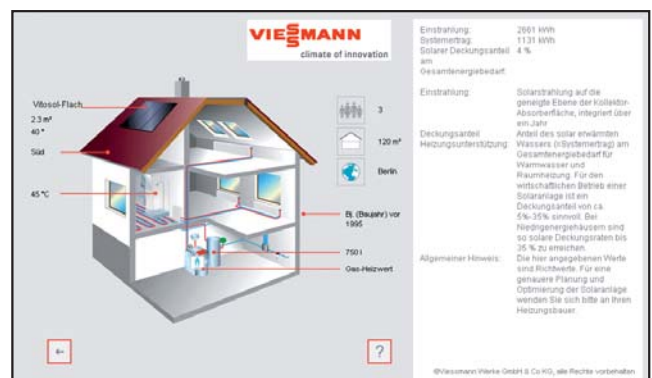 VIESMANN
climate of innovation
Vitosol-Flach
2.3 m²
40 °
Süd
45 °C
3
120 m²
Berlin
Bj. (Baujahr) vor
1995
750 l
Gas-Heizwert
?
Einstrahlung: 2661 kWh
Systemertrag: 1131 kWh
Solarer Deckungsanteil 4 %
am
Gesamtenergiebedarf:
Einstrahlung: Solarstrahlung auf die
geneigte Ebene der Kollektor-
Absorberfläche, integriert über
ein Jahr
Deckungsanteil Anteil des solar erwärmten
Heizungsunterstützung: Wassers (=Systemertrag) am
Gesamtenergiebedarf für
Warmwasser und
Raumheizung. Für den
wirtschaftlichen Betrieb einer
Solaranlage ist ein
Deckungsanteil von ca.
5%-35% sinnvoll. Bei
Niedrigenergiehäusern sind
so solare Deckungsraten bis
35 % zu erreichen.
Allgemeiner Hinweis: Die hier angegebenen Werte
sind Richtwerte. Für eine
genauere Planung und
Optimierung der Solaranlage
wenden Sie sich bitte an Ihren
Heizungsbauer.
©Viessmann Werke GmbH & Co KG, alle Rechte vorbehalten